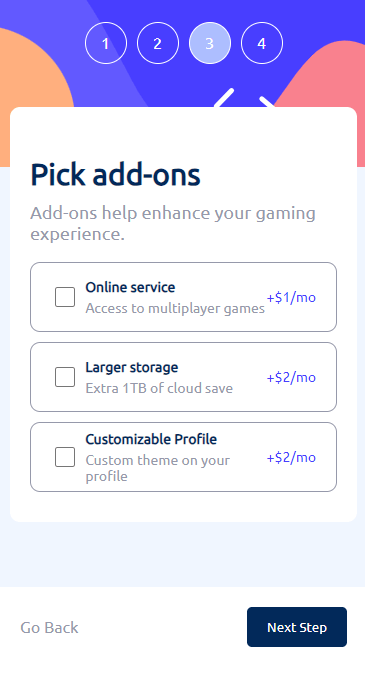 1 2 3 4
Pick add-ons
Add-ons help enhance your gaming
experience.
Online service
Access to multiplayer games
+$1/mo
Larger storage
Extra 1TB of cloud save
+$2/mo
Customizable Profile
Custom theme on your
profile
+$2/mo
Go Back
Next Step